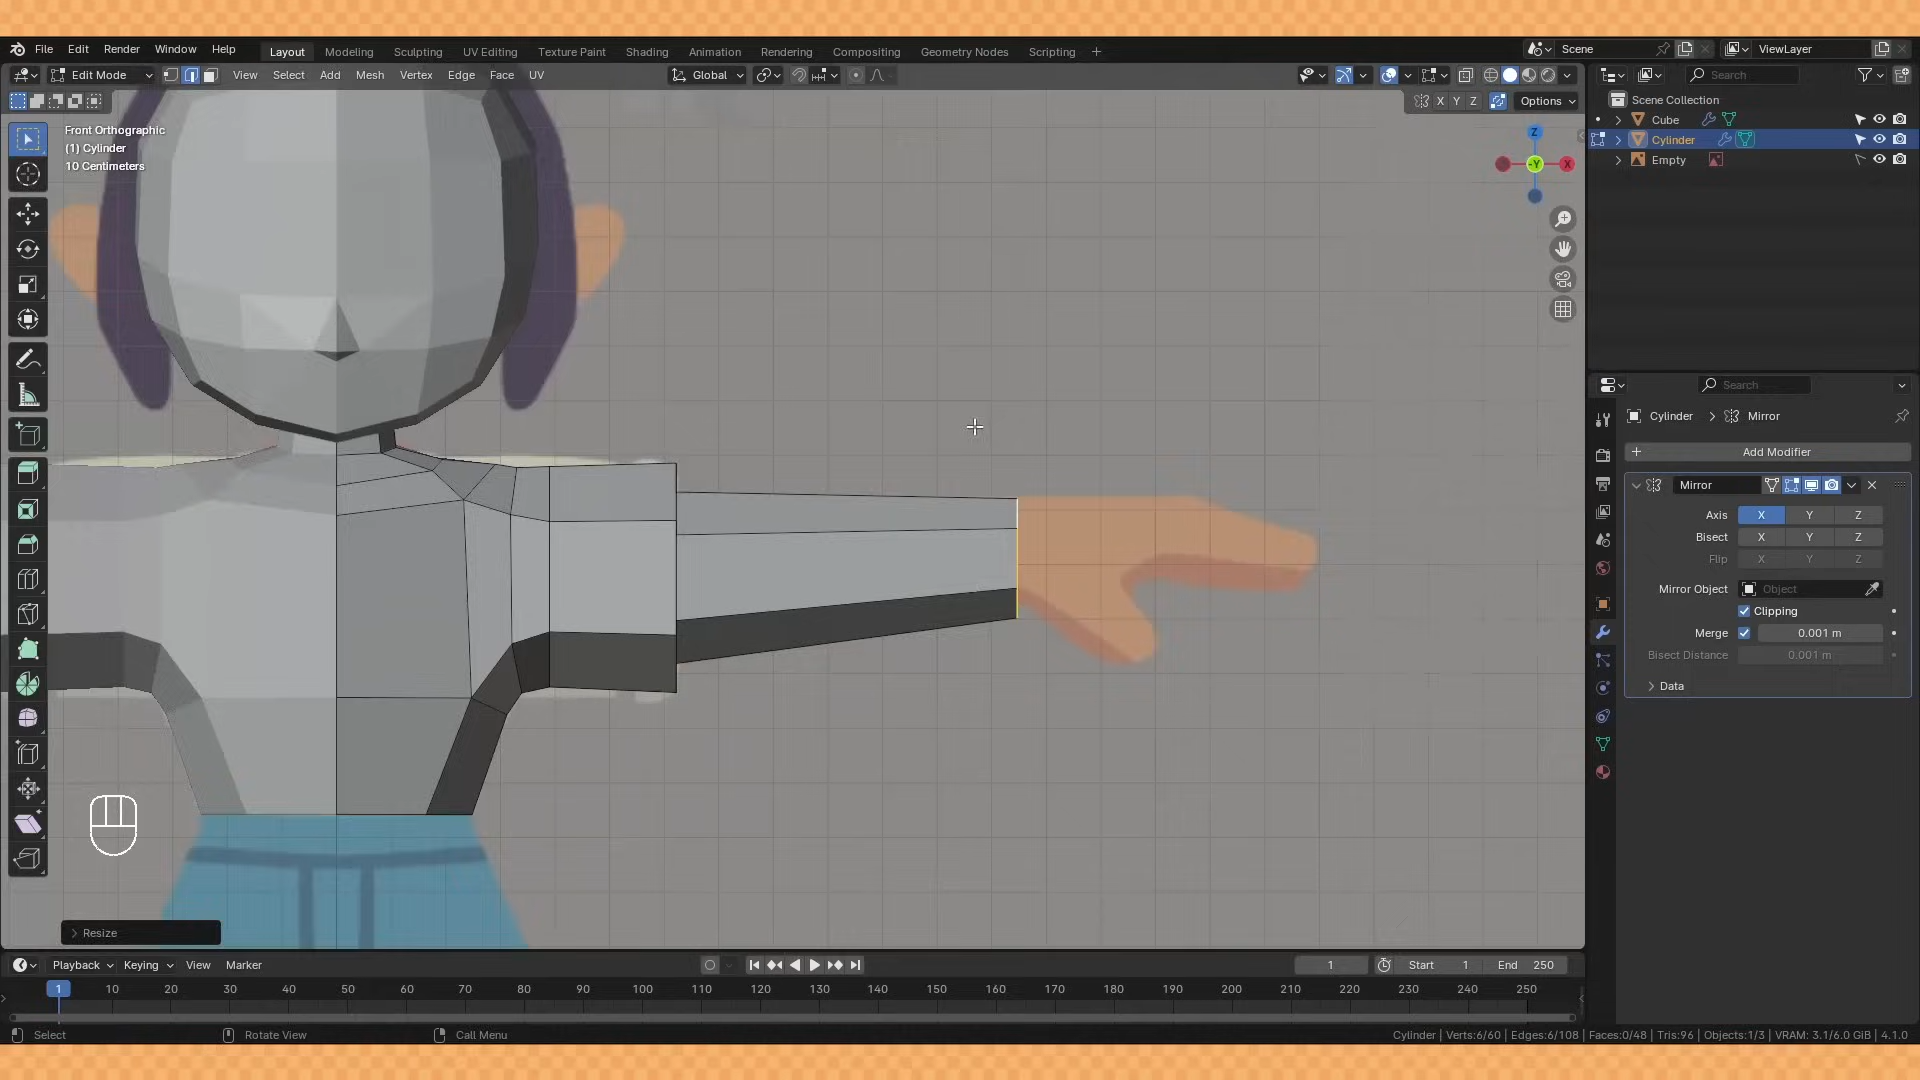 File Edit Render Window Help Layout Modeling Sculpting UV Editing Texture Paint Shading Animation Rendering Compositing Geometry Nodes Scripting + Scene ViewLayer
Edit Mode View Select Add Mesh Vertex Edge Face UV Global Search
X Y Z Options Scene Collection
Front Orthographic Cube
(1) Cylinder Z Cylinder
10 Centimeters -Y X Empty
Search
Cylinder > Mirror
+ Add Modifier
Mirror
Axis X Y Z
Bisect X Y Z
Flip X Y Z
Mirror Object Object
Clipping
Merge 0.001 m
Bisect Distance 0.001 m
Data
Resize
Playback Keying View Marker 1 Start 1 End 250
1 10 20 30 40 50 60 70 80 90 100 110 120 130 140 150 160 170 180 190 200 210 220 230 240 250
Select Rotate View Call Menu Cylinder | Verts:6/60 | Edges:6/108 | Faces:0/48 | Tris:96 | Objects:1/3 | VRAM: 3.1/6.0 GiB | 4.1.0